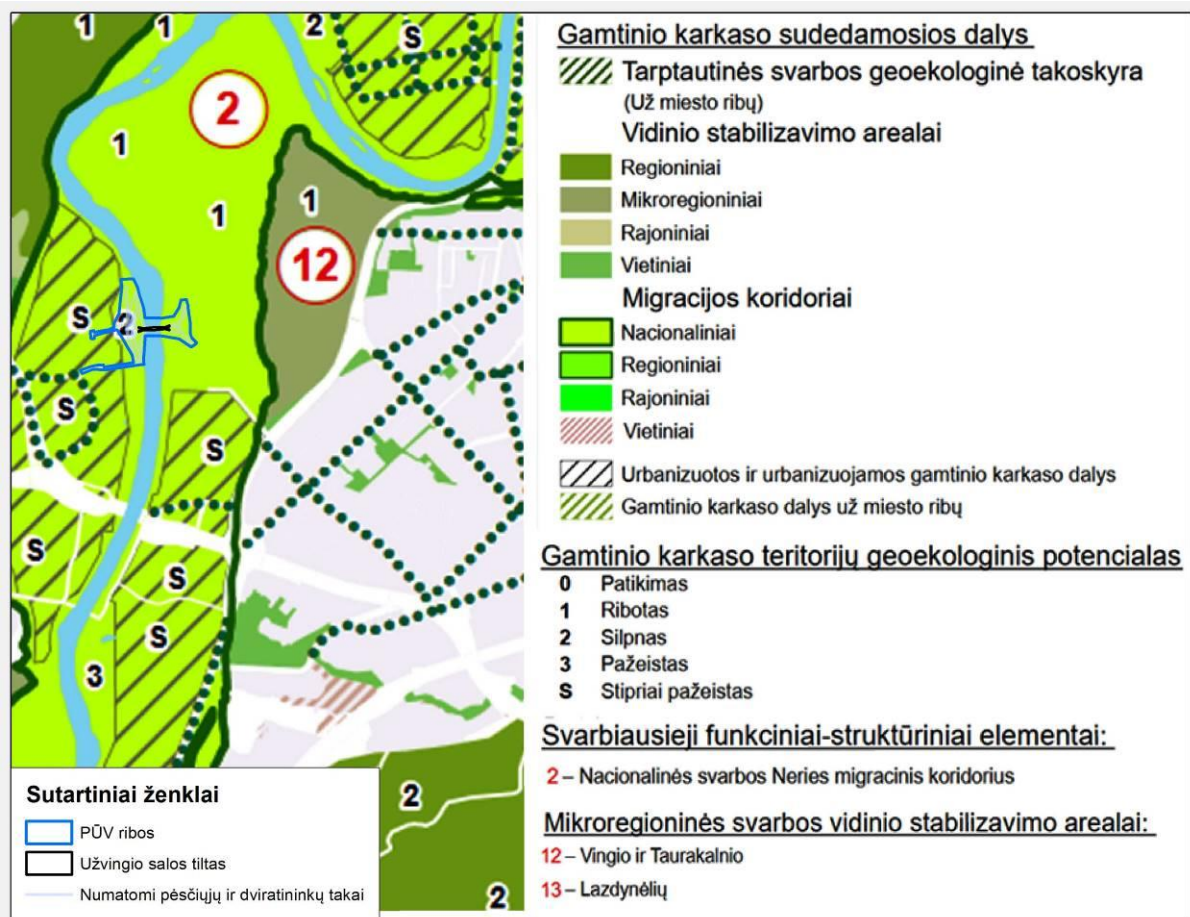 1
1
2
S
2
1
1
1
12
S
2
S
S
S
S
S
3
2
2
Sutartiniai ženklai
PŪV ribos
Užvingio salos tiltas
Numatomi pėsčiųjų ir dviratininkų takai
Gamtinio karkaso sudedamosios dalys
Tarptautinės svarbos geoekologinė takoskyra
(Už miesto ribų)
Vidinio stabilizavimo arealai
Regioniniai
Mikroregioniniai
Rajoniniai
Vietiniai
Migracijos koridoriai
Nacionaliniai
Regioniniai
Rajoniniai
Vietiniai
Urbanizuotos ir urbanizuojamos gamtinio karkaso dalys
Gamtinio karkaso dalys už miesto ribų
Gamtinio karkaso teritorijų geoekologinis potencialas
0 Patikimas
1 Ribotas
2 Silpnas
3 Pažeistas
S Stipriai pažeistas
Svarbiausieji funkciniai-struktūriniai elementai:
2 – Nacionalinės svarbos Neries migracinis koridorius
Mikroregioninės svarbos vidinio stabilizavimo arealai:
12 – Vingio ir Taurakalnio
13 – Lazdynėlių